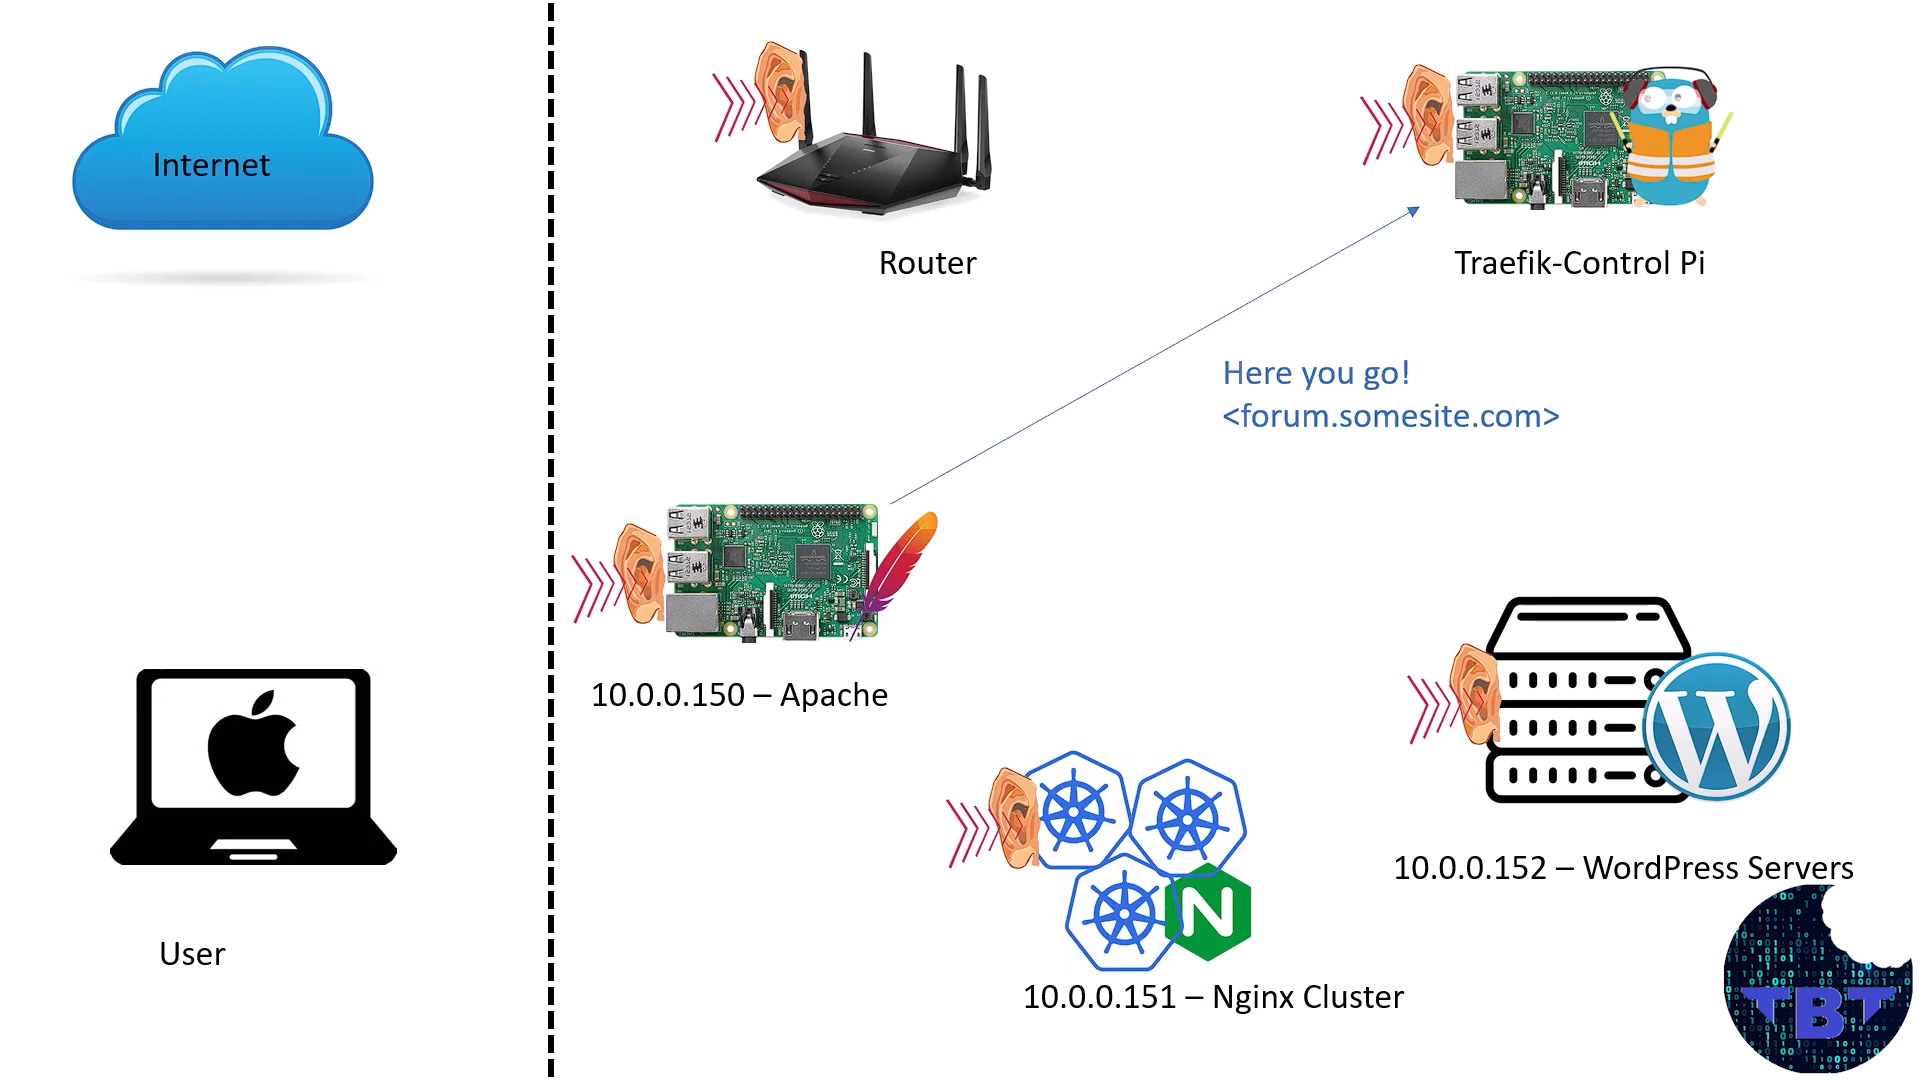 Internet
Router
Traefik-Control Pi
Here you go!
<forum.somesite.com>
10.0.0.150 – Apache
10.0.0.152 – WordPress Servers
User
10.0.0.151 – Nginx Cluster
TBT